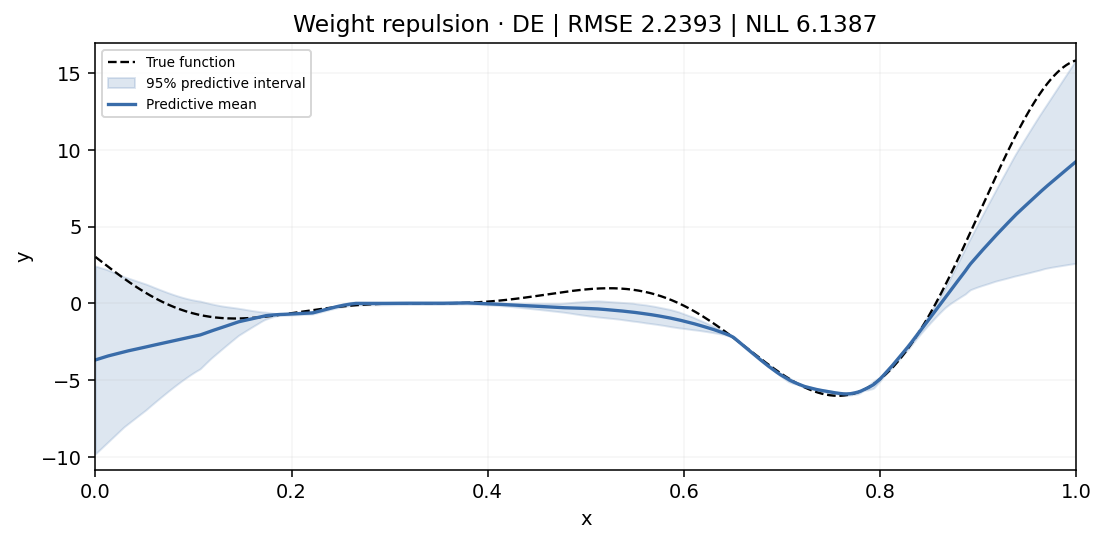 Weight repulsion · DE | RMSE 2.2393 | NLL 6.1387
True function
95% predictive interval
Predictive mean
15
10
5
0
−5
−10
y
0.0 0.2 0.4 0.6 0.8 1.0
x